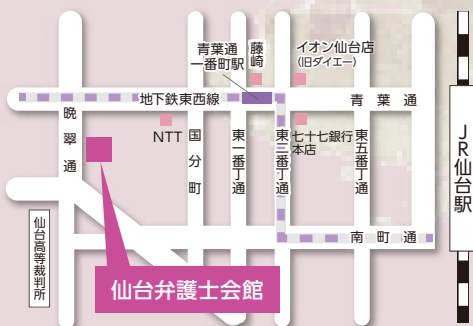 青葉通
一番町駅
藤崎
イオン仙台店
(旧ダイエー)
地下鉄東西線
青葉通
晩翠通
NTT
国分町
東一番丁通
東三番丁通
七十七銀行
本店
東五番丁通
JR仙台駅
仙台高等裁判所
南町通
仙台弁護士会館